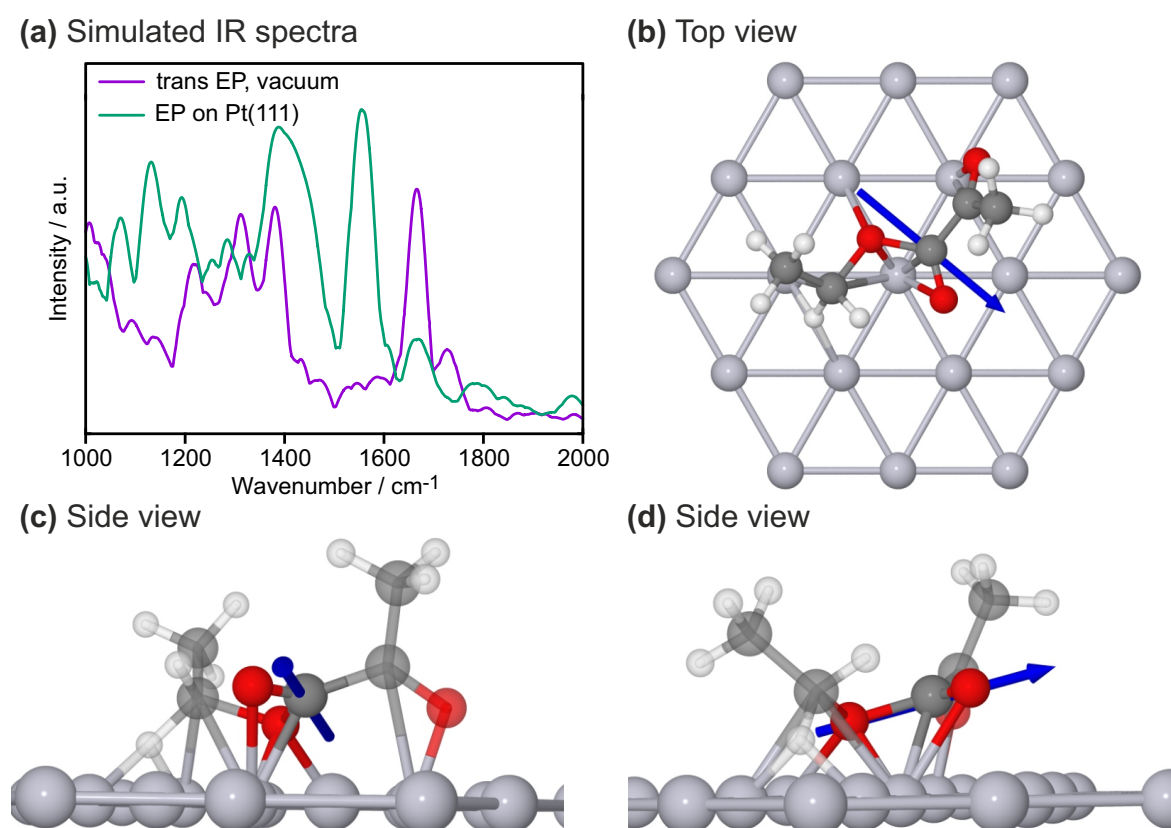 (a) Simulated IR spectra
trans EP, vacuum
EP on Pt(111)
Intensity / a.u.
1000 1200 1400 1600 1800 2000
Wavenumber / cm-1
(b) Top view
(c) Side view
(d) Side view